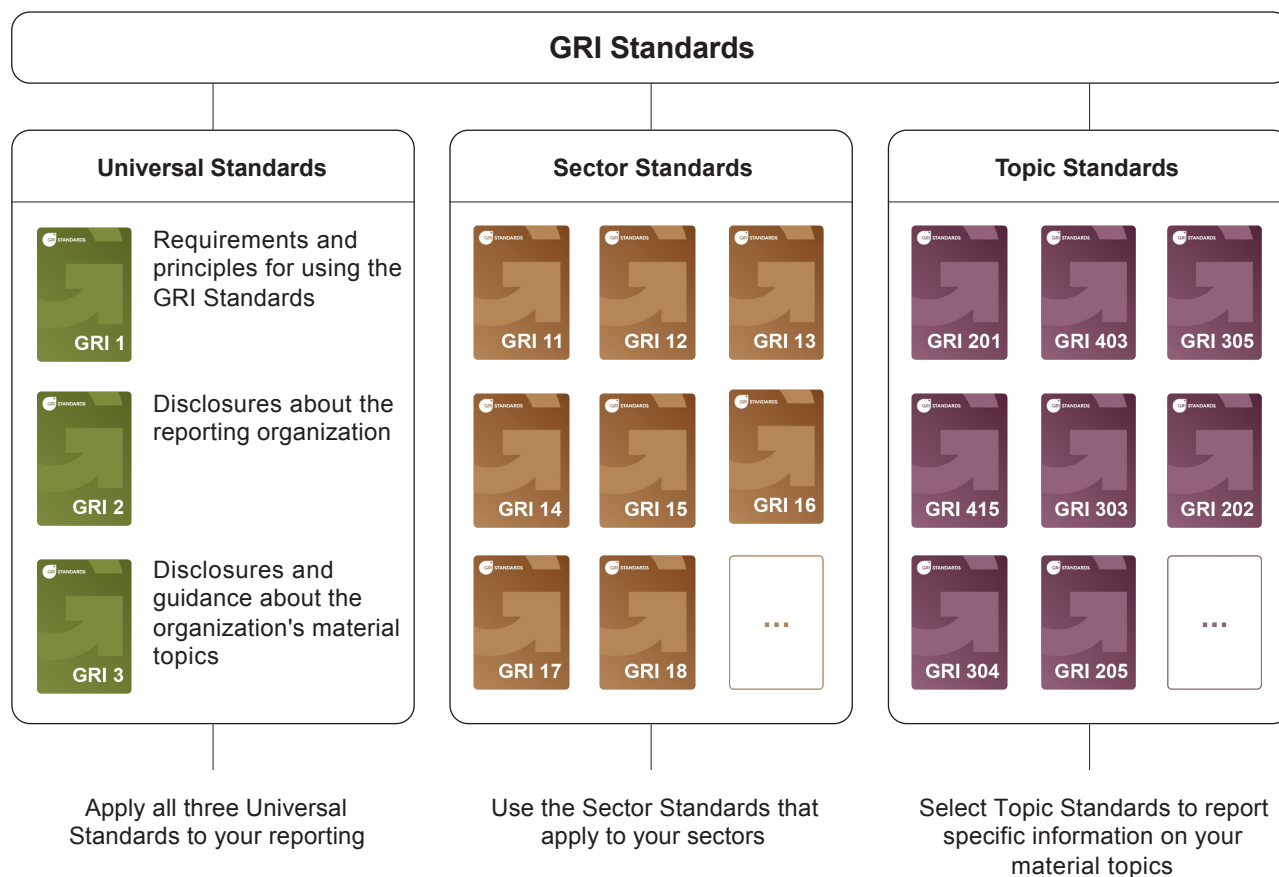 GRI Standards
Universal Standards
GRI STANDARDS
GRI 1
Requirements and
principles for using the
GRI Standards
GRI STANDARDS
GRI 2
Disclosures about the
reporting organization
GRI STANDARDS
GRI 3
Disclosures and
guidance about the
organization's material
topics
Apply all three Universal
Standards to your reporting
Sector Standards
GRI STANDARDS
GRI 11
GRI STANDARDS
GRI 12
GRI STANDARDS
GRI 13
GRI STANDARDS
GRI 14
GRI STANDARDS
GRI 15
GRI STANDARDS
GRI 16
GRI STANDARDS
GRI 17
GRI STANDARDS
GRI 18
...
Use the Sector Standards that
apply to your sectors
Topic Standards
GRI STANDARDS
GRI 201
GRI STANDARDS
GRI 403
GRI STANDARDS
GRI 305
GRI STANDARDS
GRI 415
GRI STANDARDS
GRI 303
GRI STANDARDS
GRI 202
GRI STANDARDS
GRI 304
GRI STANDARDS
GRI 205
...
Select Topic Standards to report
specific information on your
material topics